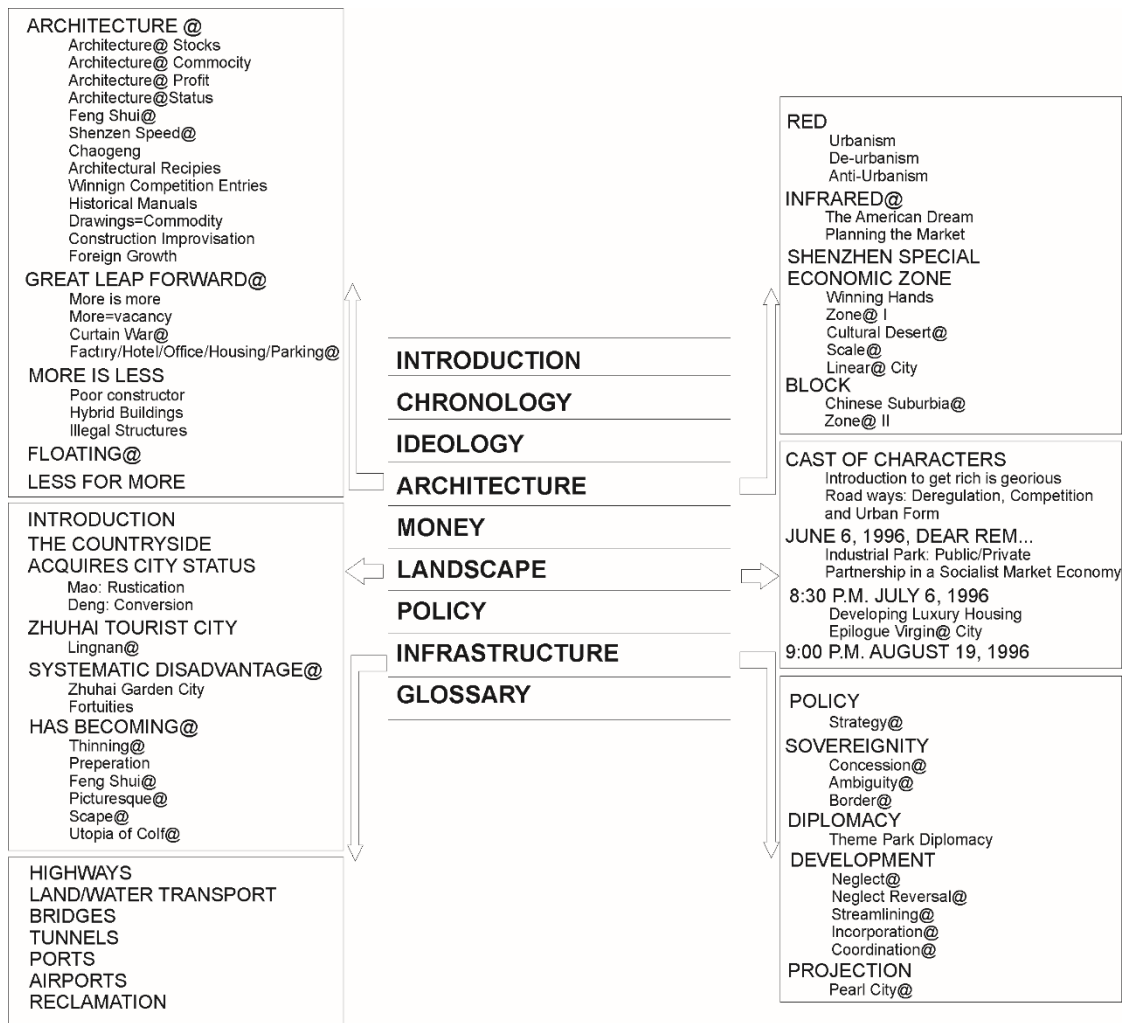 ARCHITECTURE @
Architecture@ Stocks
Architecture@ Commocity
Architecture@ Profit
Architecture@Status
Feng Shui@
Shenzen Speed@
Chaogeng
Architectural Recipies
Winnign Competition Entries
Historical Manuals
Drawings=Commodity
Construction Improvisation
Foreign Growth
GREAT LEAP FORWARD@
More is more
More=vacancy
Curtain War@
Factıry/Hotel/Office/Housing/Parking@
MORE IS LESS
Poor constructor
Hybrid Buildings
Illegal Structures
FLOATING@
LESS FOR MORE
INTRODUCTION
THE COUNTRYSIDE
ACQUIRES CITY STATUS
Mao: Rustication
Deng: Conversion
ZHUHAI TOURIST CITY
Lingnan@
SYSTEMATIC DISADVANTAGE@
Zhuhai Garden City
Fortuities
HAS BECOMING@
Thinning@
Preperation
Feng Shui@
Picturesque@
Scape@
Utopia of Colf@
HIGHWAYS
LAND/WATER TRANSPORT
BRIDGES
TUNNELS
PORTS
AIRPORTS
RECLAMATION
INTRODUCTION
CHRONOLOGY
IDEOLOGY
ARCHITECTURE
MONEY
LANDSCAPE
POLICY
INFRASTRUCTURE
GLOSSARY
RED
Urbanism
De-urbanism
Anti-Urbanism
INFRARED@
The American Dream
Planning the Market
SHENZHEN SPECIAL
ECONOMIC ZONE
Winning Hands
Zone@ I
Cultural Desert@
Scale@
Linear@ City
BLOCK
Chinese Suburbia@
Zone@ II
CAST OF CHARACTERS
Introduction to get rich is georious
Road ways: Deregulation, Competition
and Urban Form
JUNE 6, 1996, DEAR REM...
Industrial Park: Public/Private
Partnership in a Socialist Market Economy
8:30 P.M. JULY 6, 1996
Developing Luxury Housing
Epilogue Virgin@ City
9:00 P.M. AUGUST 19, 1996
POLICY
Strategy@
SOVEREIGNITY
Concession@
Ambiguity@
Border@
DIPLOMACY
Theme Park Diplomacy
DEVELOPMENT
Neglect@
Neglect Reversal@
Streamlining@
Incorporation@
Coordination@
PROJECTION
Pearl City@